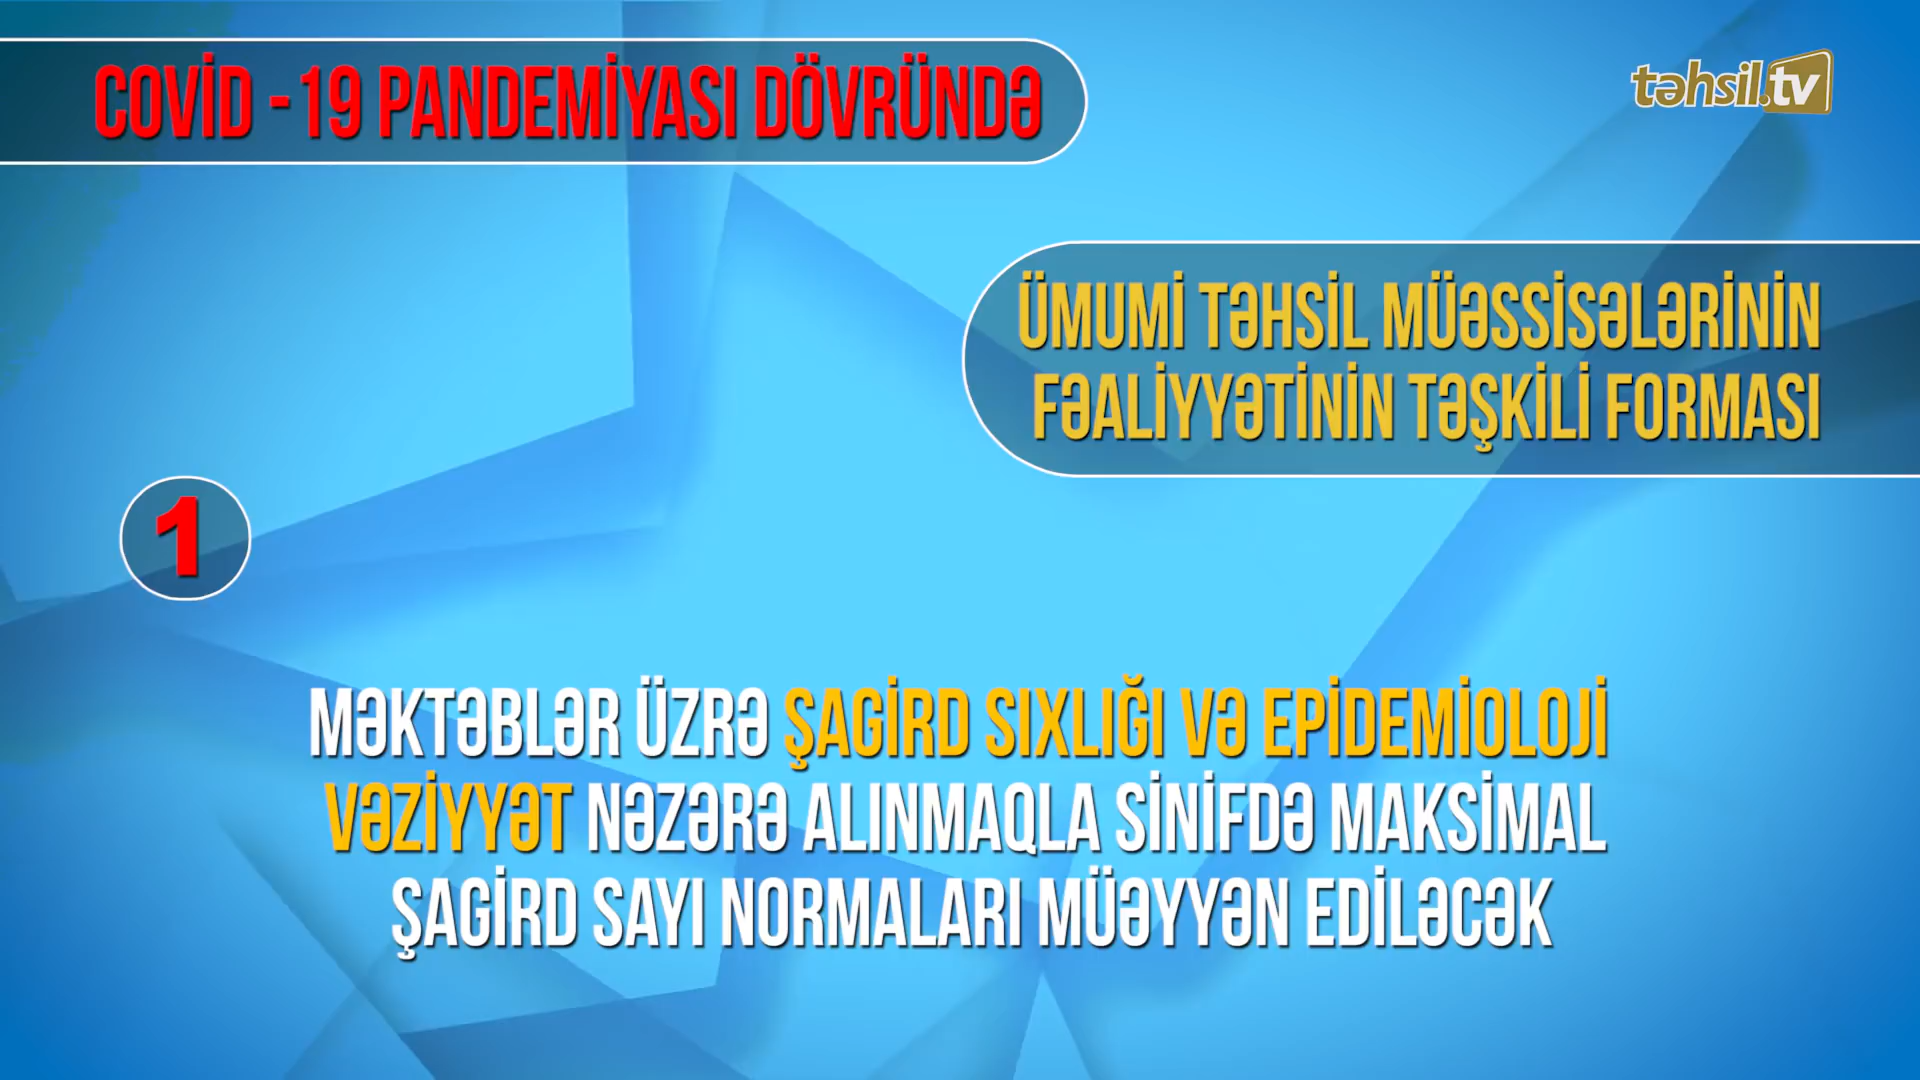 COVİD -19 PANDEMİYASI DÖVRÜNDƏ
təhsil.tv
ÜMUMİ TƏHSİL MÜƏSSİSƏLƏRİNİN
FƏALİYYƏTİNİN TƏŞKİLİ FORMASI
1
MƏKTƏBLƏR ÜZRƏ ŞAGİRD SIXLIĞI VƏ EPİDEMİOLOJİ
VƏZİYYƏT NƏZƏRƏ ALINMAQLA SİNİFDƏ MAKSİMAL
ŞAGİRD SAYI NORMALARI MÜƏYYƏN EDİLƏCƏK